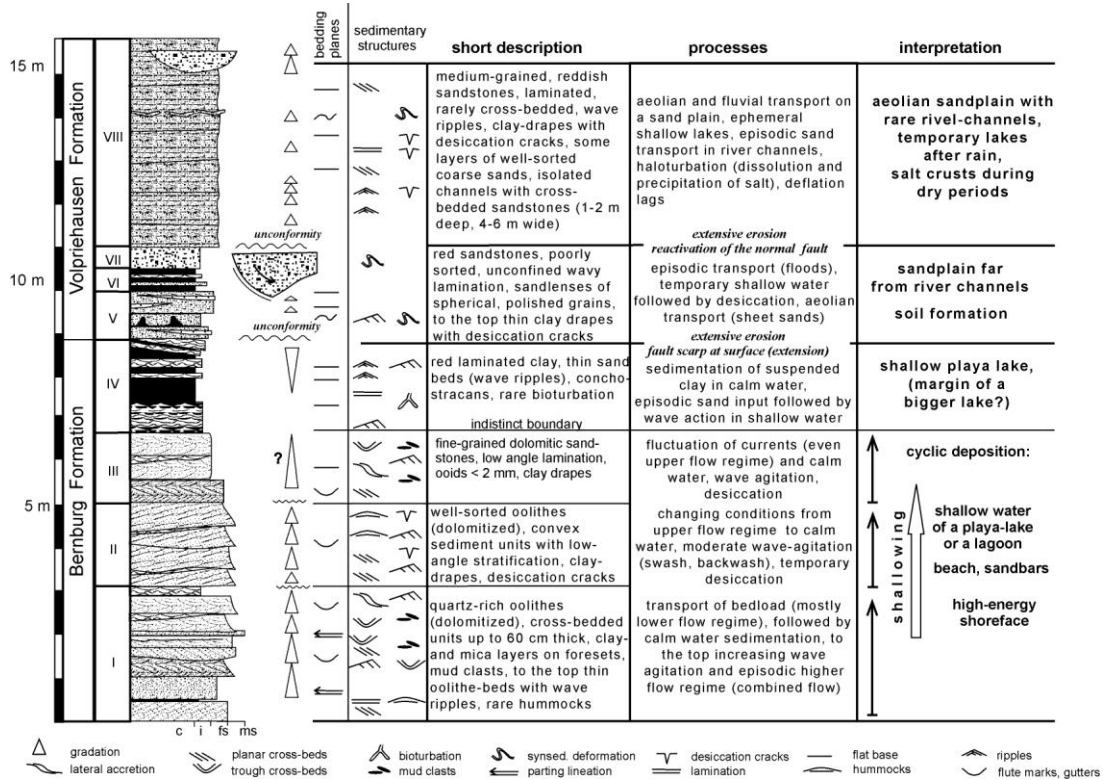 bedding planes
sedimentary structures
short description
processes
interpretation
15 m
10 m
5 m
Volpriehausen Formation
Bernburg Formation
VIII
VII
VI
V
IV
III
II
I
c i fs ms
unconformity
unconformity
?
medium-grained, reddish
sandstones, laminated,
rarely cross-bedded, wave
ripples, clay-drapes with
desiccation cracks, some
layers of well-sorted
coarse sands, isolated
channels with cross-
bedded sandstones (1-2 m
deep, 4-6 m wide)
aeolian and fluvial transport on
a sand plain, ephemeral
shallow lakes, episodic sand
transport in river channels,
haloturbation (dissolution and
precipitation of salt), deflation
lags
aeolian sandplain with
rare rivel-channels,
temporary lakes
after rain,
salt crusts during
dry periods
extensive erosion
reactivation of the normal fault
red sandstones, poorly
sorted, unconfined wavy
lamination, sandlenses of
spherical, polished grains,
to the top thin clay drapes
with desiccation cracks
episodic transport (floods),
temporary shallow water
followed by desiccation, aeolian
transport (sheet sands)
sandplain far
from river channels
soil formation
extensive erosion
fault scarp at surface (extension)
red laminated clay, thin sand
beds (wave ripples), concho-
stracans, rare bioturbation
indistinct boundary
sedimentation of suspended
clay in calm water,
episodic sand input followed by
wave action in shallow water
shallow playa lake,
(margin of a
bigger lake?)
fine-grained dolomitic sand-
stones, low angle lamination,
ooids < 2 mm, clay drapes
fluctuation of currents (even
upper flow regime) and calm
water, wave agitation,
desiccation
cyclic deposition:
well-sorted oolithes
(dolomitized), convex
sediment units with low-
angle stratification, clay-
drapes, desiccation cracks
changing conditions from
upper flow regime to calm
water, moderate wave-agitation
(swash, backwash), temporary
desiccation
shallowing
shallow water
of a playa-lake
or a lagoon
beach, sandbars
high-energy
shoreface
quartz-rich oolithes
(dolomitized), cross-bedded
units up to 60 cm thick, clay-
and mica layers on foresets,
mud clasts, to the top thin
oolithe-beds with wave
ripples, rare hummocks
transport of bedload (mostly
lower flow regime), followed by
calm water sedimentation, to
the top increasing wave
agitation and episodic higher
flow regime (combined flow)
gradation
planar cross-beds
bioturbation
synsed. deformation
desiccation cracks
flat base
ripples
lateral accretion
trough cross-beds
mud clasts
parting lineation
lamination
hummocks
flute marks, gutters